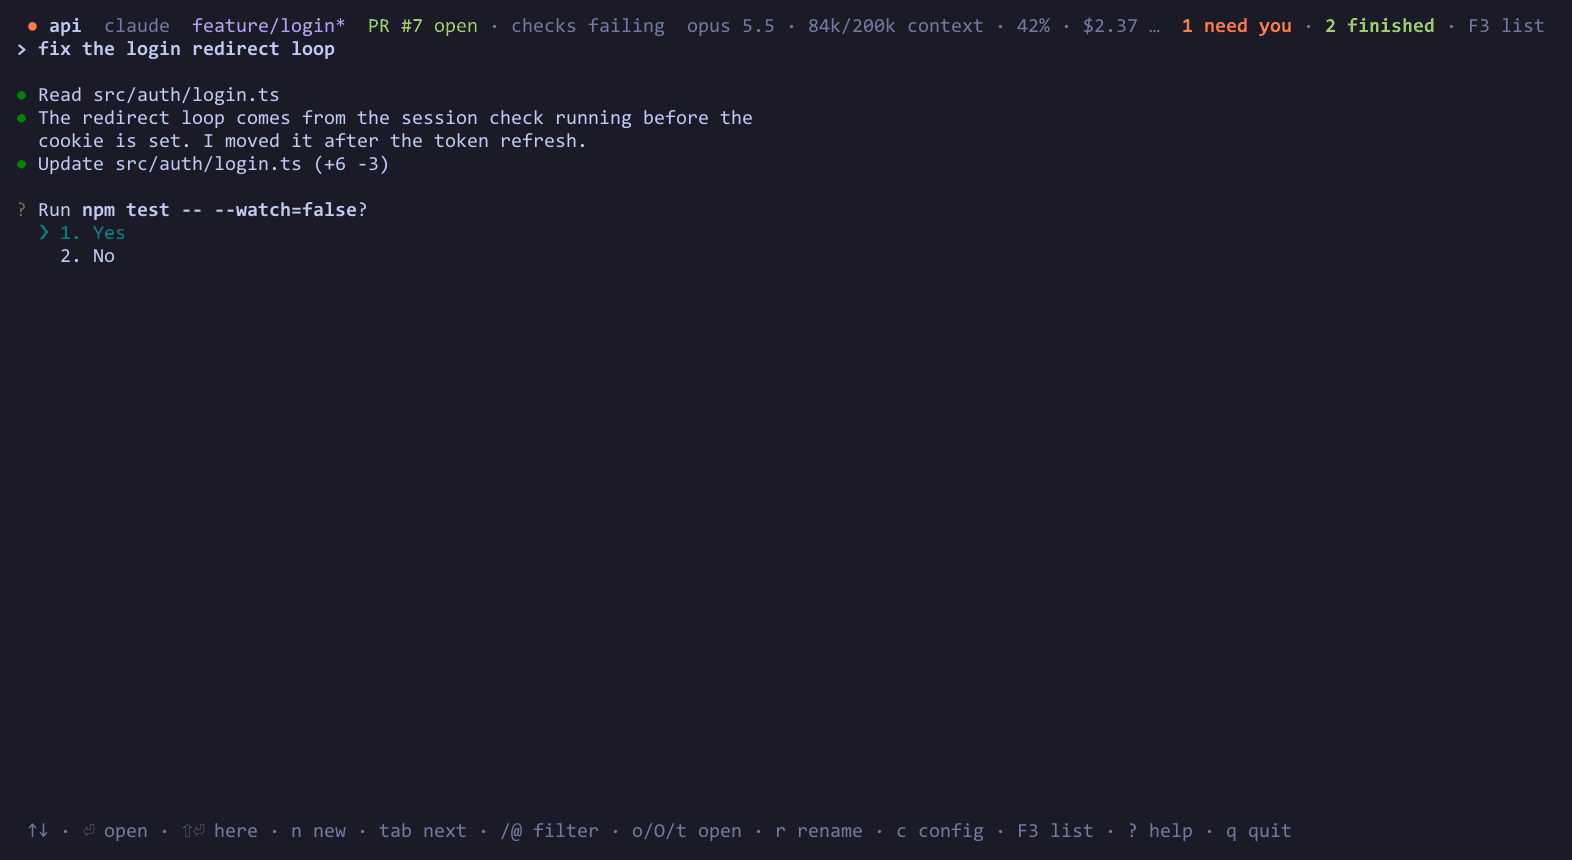 ● api  claude  feature/login*  PR #7 open · checks failing  opus 5.5 · 84k/200k context · 42% · $2.37 …  1 need you · 2 finished · F3 list
> fix the login redirect loop
● Read src/auth/login.ts
● The redirect loop comes from the session check running before the
cookie is set. I moved it after the token refresh.
● Update src/auth/login.ts (+6 -3)
? Run npm test -- --watch=false?
❯ 1. Yes
2. No
↑↓ · ⏎ open · ⇧⏎ here · n new · tab next · /@ filter · o/O/t open · r rename · c config · F3 list · ? help · q quit